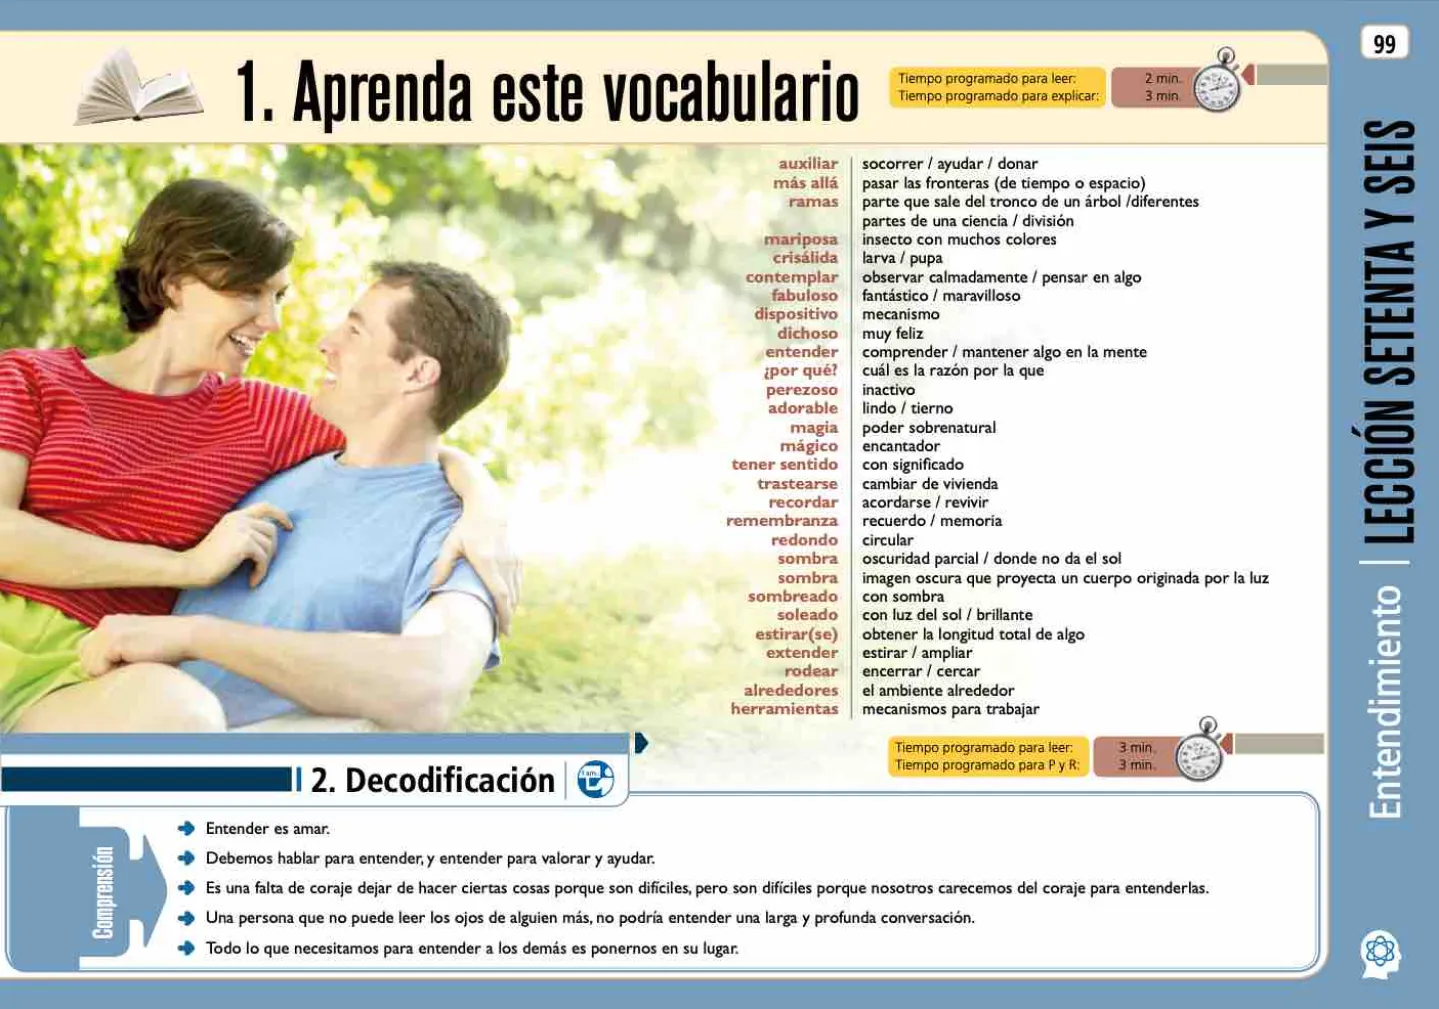 99
1. Aprenda este vocabulario
Tiempo programado para leer: 2 min.
Tiempo programado para explicar: 3 min.
auxiliar socorrer / ayudar / donar
más allá pasar las fronteras (de tiempo o espacio)
ramas parte que sale del tronco de un árbol /diferentes
partes de una ciencia / división
mariposa insecto con muchos colores
crisálida larva / pupa
contemplar observar calmadamente / pensar en algo
fabuloso fantástico / maravilloso
dispositivo mecanismo
dichoso muy feliz
entender comprender / mantener algo en la mente
¿por qué? cuál es la razón por la que
perezoso inactivo
adorable lindo / tierno
magia poder sobrenatural
mágico encantador
tener sentido con significado
trastearse cambiar de vivienda
recordar acordarse / revivir
remembranza recuerdo / memoria
redondo circular
sombra oscuridad parcial / donde no da el sol
sombra imagen oscura que proyecta un cuerpo originada por la luz
sombreado con sombra
soleado con luz del sol / brillante
estirar(se) obtener la longitud total de algo
extender estirar / ampliar
rodear encerrar / cercar
alrededores el ambiente alrededor
herramientas mecanismos para trabajar
Tiempo programado para leer: 3 min.
Tiempo programado para P y R: 3 min.
2. Decodificación
Comprensión
Entender es amar.
Debemos hablar para entender, y entender para valorar y ayudar.
Es una falta de coraje dejar de hacer ciertas cosas porque son difíciles, pero son difíciles porque nosotros carecemos del coraje para entenderlas.
Una persona que no puede leer los ojos de alguien más, no podría entender una larga y profunda conversación.
Todo lo que necesitamos para entender a los demás es ponernos en su lugar.
Entendimiento | LECCIÓN SETENTA Y SEIS